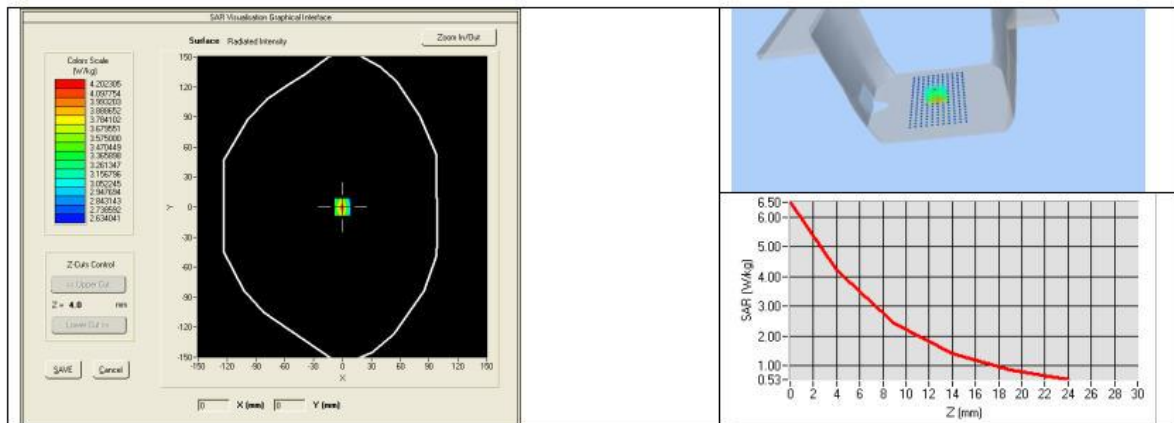 SAR Visualisation Graphical Interface
Surface Radiated Intensity
Zoom In/Out
Colors Scale
(W/kg)
4.202305
4.097754
3.993203
3.888652
3.784102
3.679551
3.575000
3.470449
3.365898
3.261347
3.156796
3.052245
2.947694
2.843143
2.738592
2.634041
150
120
90
60
30
0
-30
-60
-90
-120
-150
Y
-150 -120 -90 -60 -30 0 30 60 90 120 150
X
Z-Cuts Control
<< Upper Cut
Z = 4.0 mm
Lower Cut >>
SAVE Cancel
0 X (mm) 0 Y (mm)
6.50
6.00
5.00
4.00
3.00
2.00
1.00
0.53
SAR (W/kg)
0 2 4 6 8 10 12 14 16 18 20 22 24 26 28 30
Z (mm)